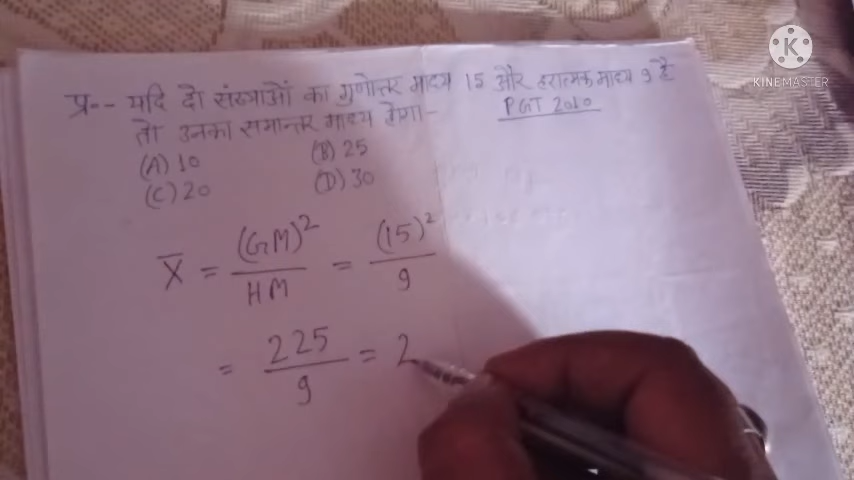 K
KINEMASTER
प्र०-- यदि दो संख्याओं का गुणोत्तर माध्य 15 और हरात्मक माध्य 9 है
तो उनका समान्तर माध्य होगा-
PGT 2010
(A) 10 (B) 25
(C) 20 (D) 30
X̄ = (GM)² / HM = (15)² / 9
= 225 / 9 = 2